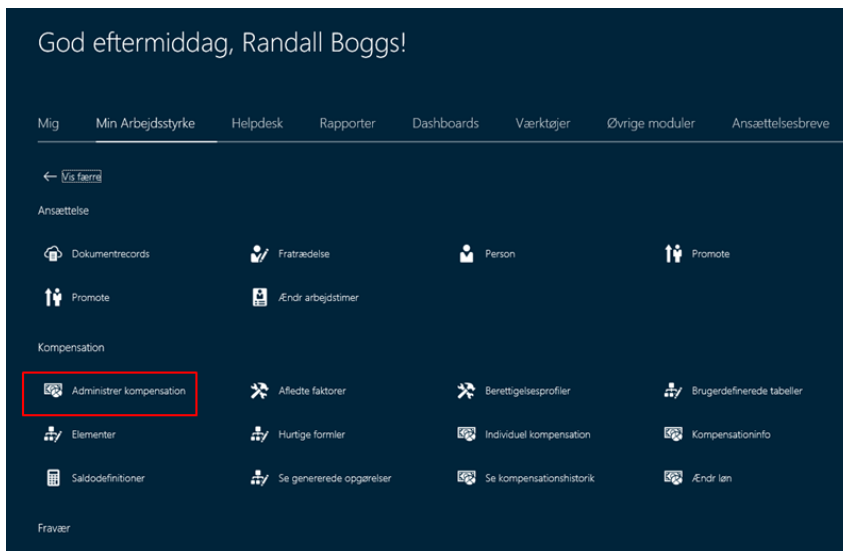 God eftermiddag, Randall Boggs!
Mig Min Arbejdsstyrke Helpdesk Rapporter Dashboards Værktøjer Øvrige moduler Ansættelsesbreve
← Vis færre
Ansættelse
Dokumentrecords Fratrædelse Person Promote
Promote Ændr arbejdstimer
Kompensation
Administrer kompensation Afledte faktorer Berettigelsesprofiler Brugerdefinerede tabeller
Elementer Hurtige formler Individuel kompensation Kompensationinfo
Saldodefinitioner Se genererede opgørelser Se kompensationshistorik Ændr løn
Fravær